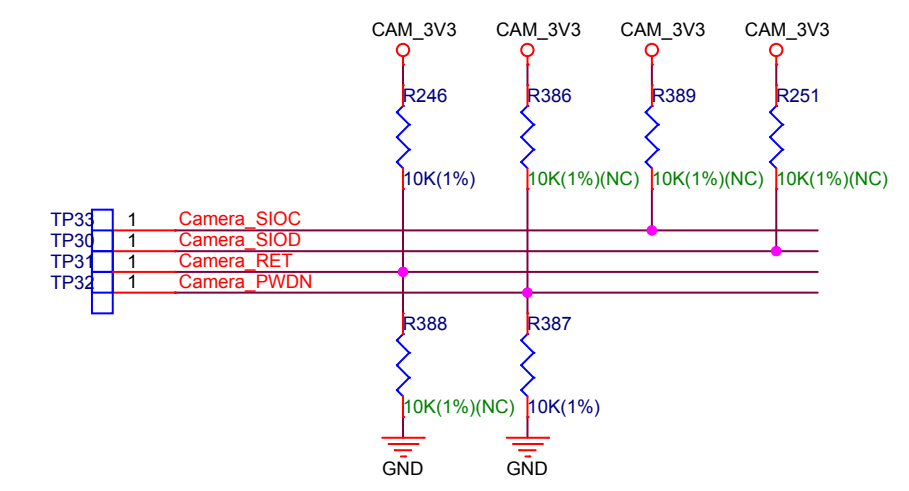 CAM_3V3 CAM_3V3 CAM_3V3 CAM_3V3
R246 R386 R389 R251
10K(1%) 10K(1%)(NC) 10K(1%)(NC) 10K(1%)(NC)
TP33 1 Camera_SIOC
TP30 1 Camera_SIOD
TP31 1 Camera_RET
TP32 1 Camera_PWDN
R388 R387
10K(1%)(NC) 10K(1%)
GND GND